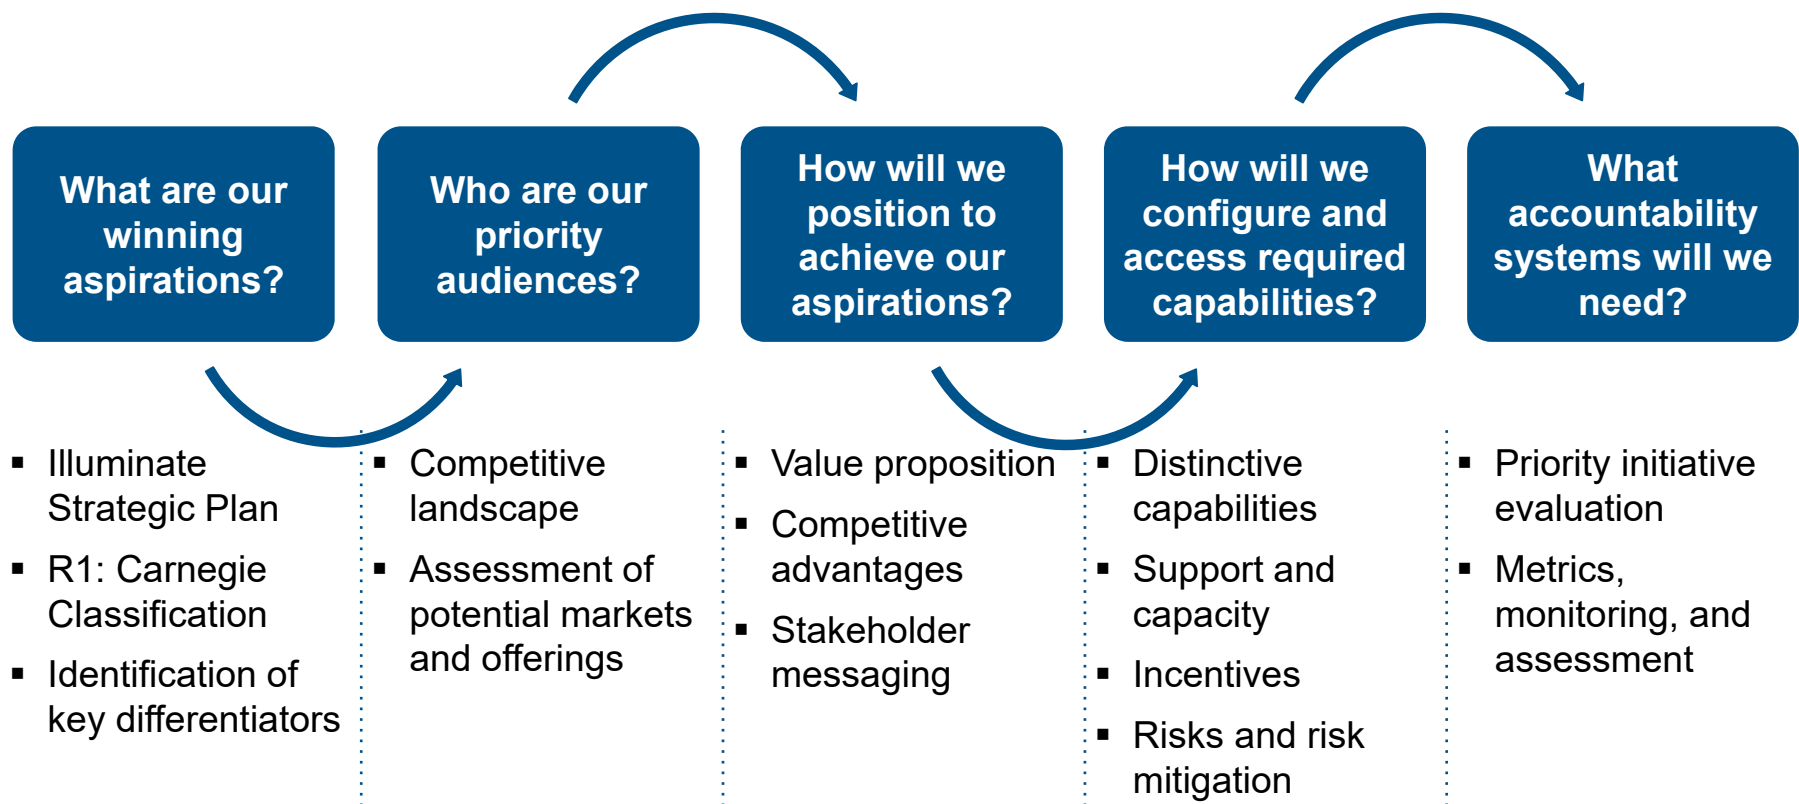 What are our
winning
aspirations?
Who are our
priority
audiences?
How will we
position to
achieve our
aspirations?
How will we
configure and
access required
capabilities?
What
accountability
systems will we
need?
▪ Illuminate
Strategic Plan
▪ R1: Carnegie
Classification
▪ Identification of
key differentiators
▪ Competitive
landscape
▪ Assessment of
potential markets
and offerings
▪ Value proposition
▪ Competitive
advantages
▪ Stakeholder
messaging
▪ Distinctive
capabilities
▪ Support and
capacity
▪ Incentives
▪ Risks and risk
mitigation
▪ Priority initiative
evaluation
▪ Metrics,
monitoring, and
assessment